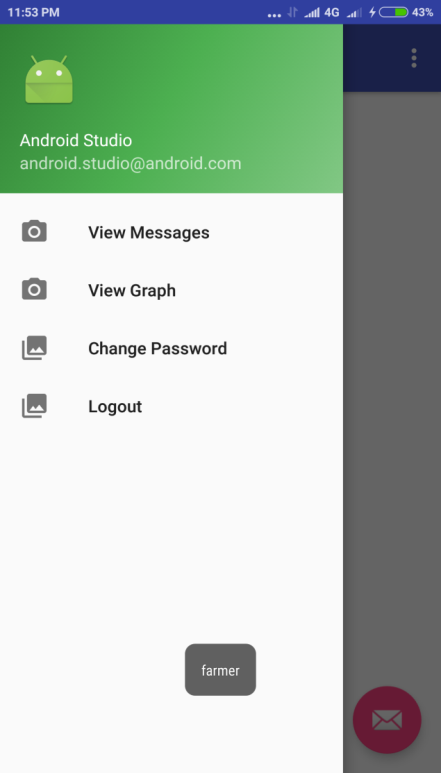 11:53 PM 4G 43%
Android Studio
android.studio@android.com
View Messages
View Graph
Change Password
Logout
farmer